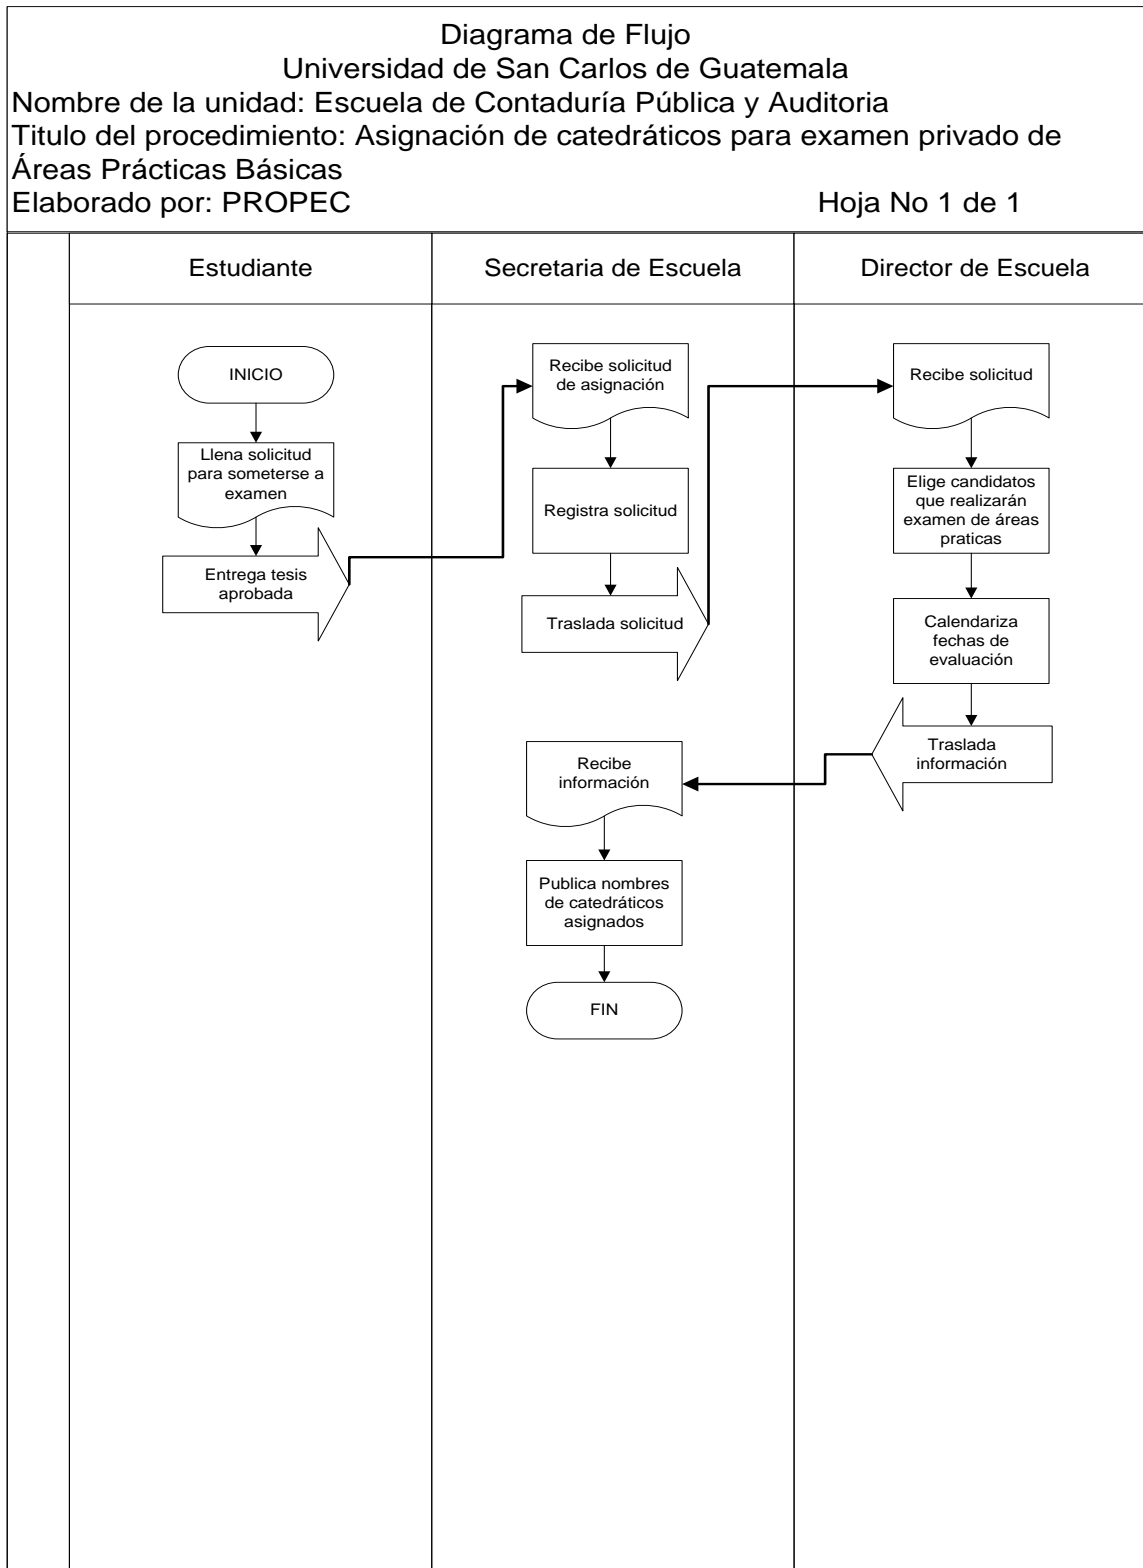 Diagrama de Flujo
Universidad de San Carlos de Guatemala
Nombre de la unidad: Escuela de Contaduría Pública y Auditoria
Titulo del procedimiento: Asignación de catedráticos para examen privado de
Áreas Prácticas Básicas
Elaborado por: PROPEC Hoja No 1 de 1
Estudiante
Secretaria de Escuela
Director de Escuela
INICIO
Llena solicitud
para someterse a
examen
Entrega tesis
aprobada
Recibe solicitud
de asignación
Registra solicitud
Traslada solicitud
Recibe solicitud
Elige candidatos
que realizarán
examen de áreas
praticas
Calendariza
fechas de
evaluación
Traslada
información
Recibe
información
Publica nombres
de catedráticos
asignados
FIN